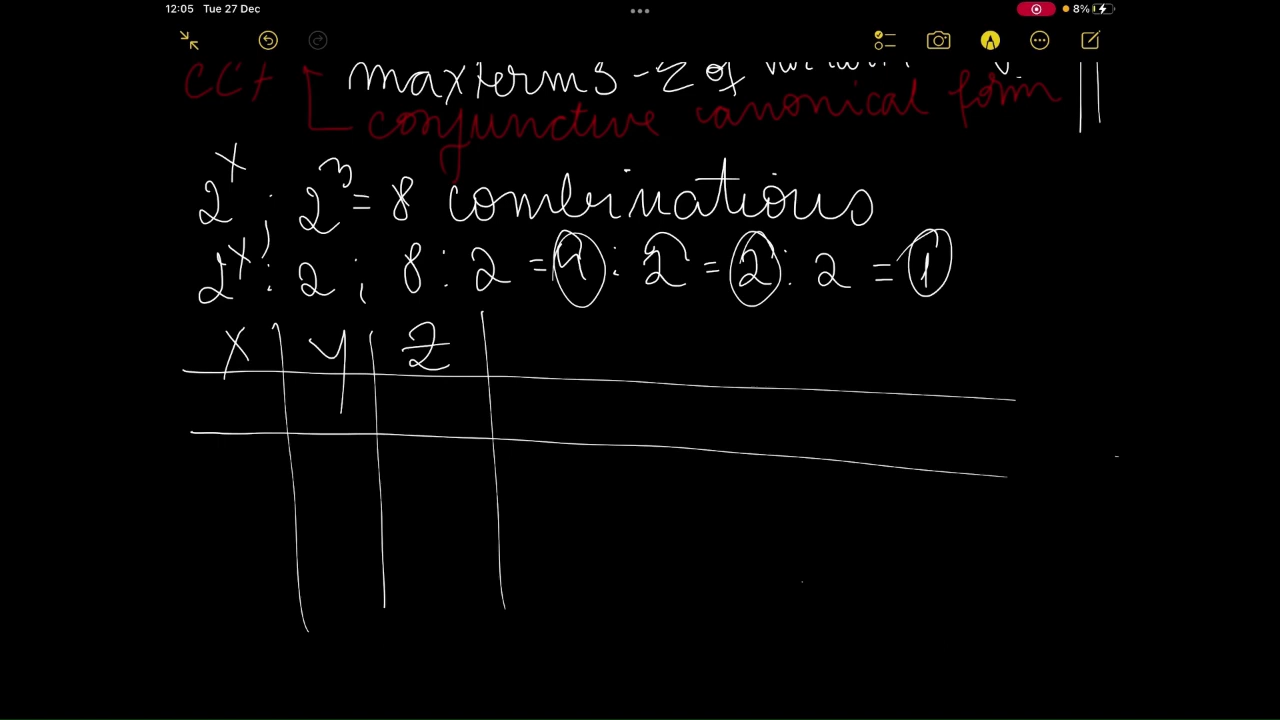 12:05 Tue 27 Dec
8%
CCF maxterms - 2 of
conjunctive canonical form
2^x ; 2^3 = 8 combinations
2^x : 2 ; 8 : 2 = 4 : 2 = 2 : 2 = 1
X Y Z